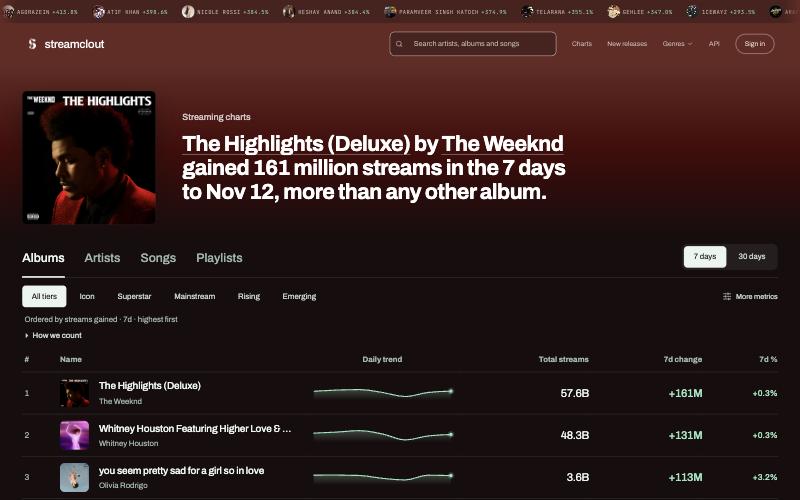 AGORAZEIN +413.8% ATIF KHAN +398.6% NICOLE ROSSI +384.5% KESHAV ANAND +384.4% PARAMVEER SINGH KATOCH +374.9% TELARANA +355.1% GEHLEE +347.0% ICEWAYZ +293.5%
streamclout
Search artists, albums and songs
Charts New releases Genres API Sign in
THE WEEKND THE HIGHLIGHTS
Streaming charts
The Highlights (Deluxe) by The Weeknd
gained 161 million streams in the 7 days
to Nov 12, more than any other album.
Albums Artists Songs Playlists 7 days 30 days
All tiers Icon Superstar Mainstream Rising Emerging More metrics
Ordered by streams gained · 7d · highest first
How we count
# Name Daily trend Total streams 7d change 7d %
1 The Highlights (Deluxe) 57.6B +161M +0.3%
The Weeknd
2 Whitney Houston Featuring Higher Love & ... 48.3B +131M +0.3%
Whitney Houston
3 you seem pretty sad for a girl so in love 3.6B +113M +3.2%
Olivia Rodrigo